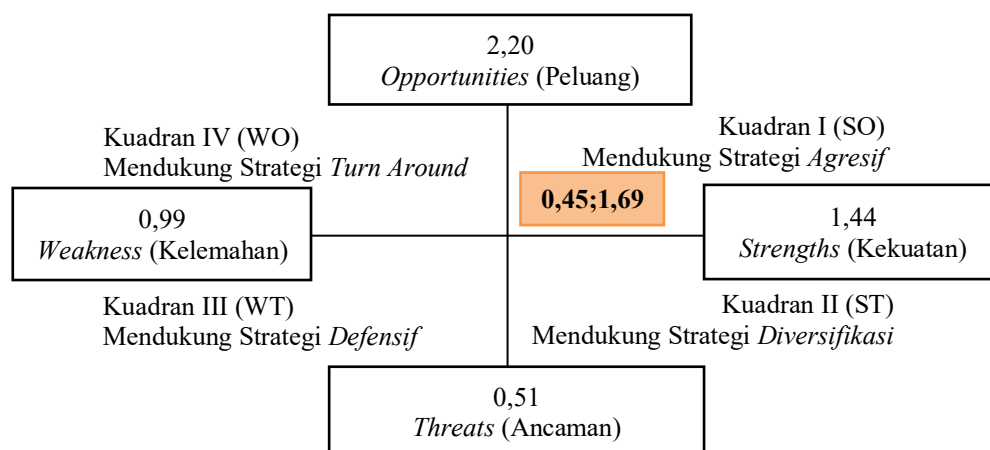 2,20
Opportunities (Peluang)
Kuadran IV (WO)
Mendukung Strategi Turn Around
Kuadran I (SO)
Mendukung Strategi Agresif
0,45;1,69
0,99
Weakness (Kelemahan)
1,44
Strengths (Kekuatan)
Kuadran III (WT)
Mendukung Strategi Defensif
Kuadran II (ST)
Mendukung Strategi Diversifikasi
0,51
Threats (Ancaman)